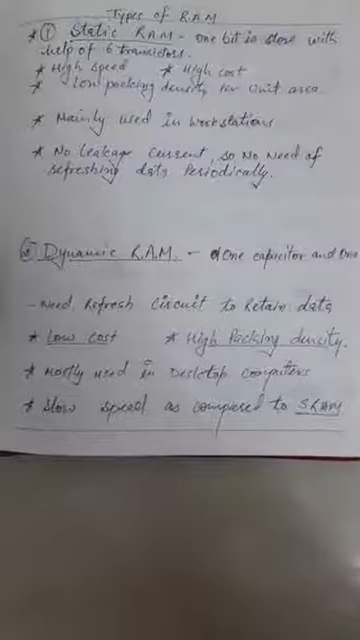 Types of R.A.M
* ① Static R.A.M - one bit is store with
help of 6 transistors.
* High speed * High cost
* Low packing density per unit area
* Mainly used in workstations
* No Leakage current, so No Need of
refreshing data Periodically.
② Dynamic R.A.M. - One capacitor and One
- Need Refresh Circuit to Retain data
* Low cost * High Packing density.
* Mostly used in Desktop computers
* Slow speed as compared to SRAM